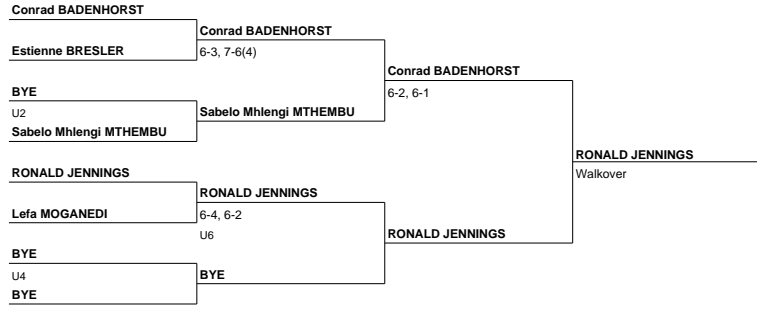 Conrad BADENHORST
Conrad BADENHORST
Estienne BRESLER
6-3, 7-6(4)
Conrad BADENHORST
BYE
6-2, 6-1
U2
Sabelo Mhlengi MTHEMBU
Sabelo Mhlengi MTHEMBU
RONALD JENNINGS
RONALD JENNINGS
Walkover
RONALD JENNINGS
Lefa MOGANEDI
6-4, 6-2
U6
RONALD JENNINGS
BYE
U4
BYE
BYE